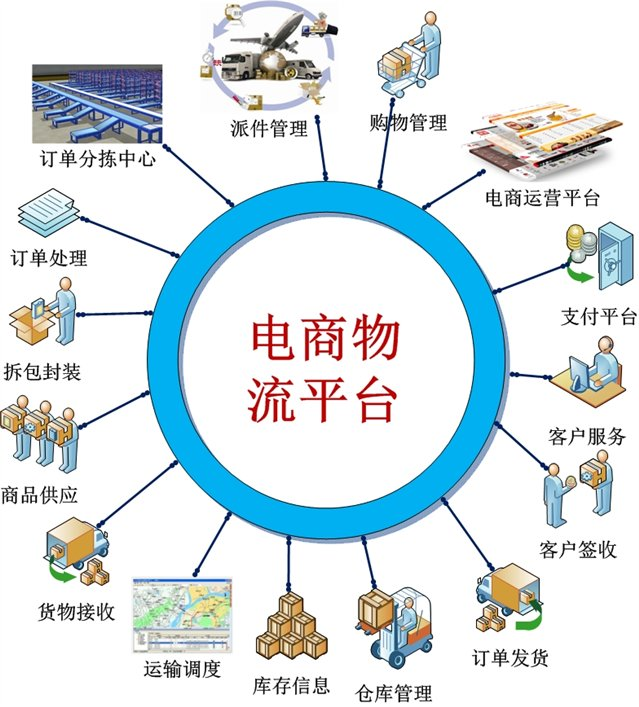 派件管理
购物管理
订单分拣中心
电商运营平台
订单处理
支付平台
拆包封装
电商物
流平台
客户服务
商品供应
客户签收
货物接收
订单发货
运输调度
库存信息
仓库管理